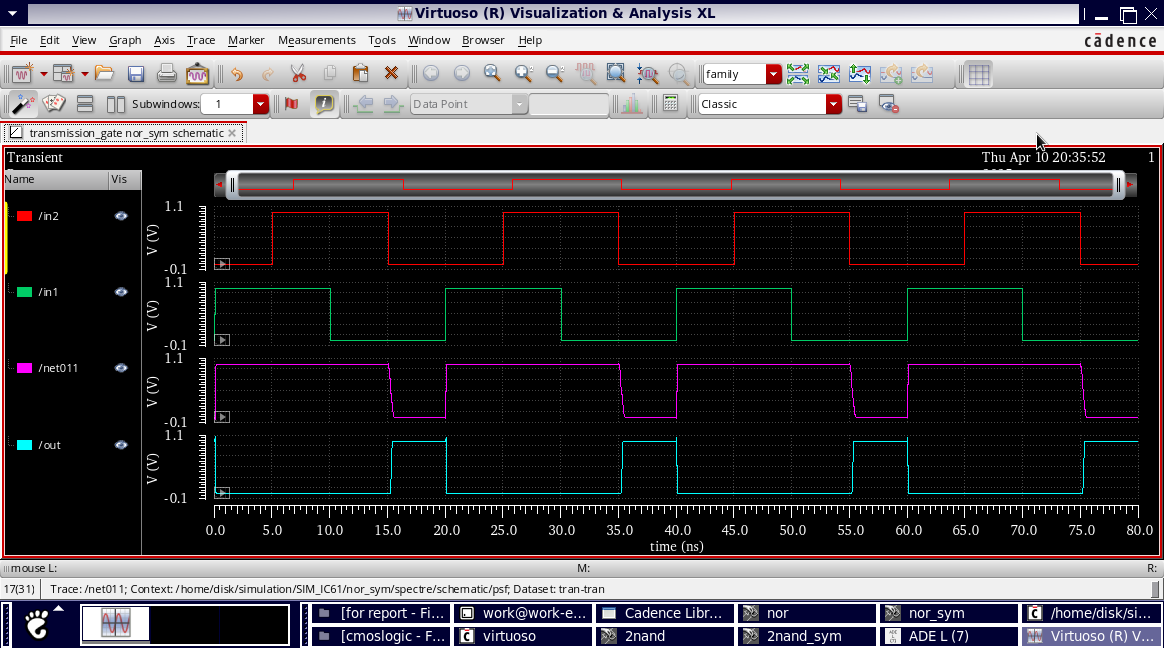 Virtuoso (R) Visualization & Analysis XL
File Edit View Graph Axis Trace Marker Measurements Tools Window Browser Help
cādence
family
Subwindows: 1
Data Point
Classic
transmission_gate nor_sym schematic
Transient
Thu Apr 10 20:35:52
1
Name Vis
/in2
1.1
V (V)
-0.1
/in1
1.1
V (V)
-0.1
/net011
1.1
V (V)
-0.1
/out
1.1
V (V)
-0.1
0.0 5.0 10.0 15.0 20.0 25.0 30.0 35.0 40.0 45.0 50.0 55.0 60.0 65.0 70.0 75.0 80.0
time (ns)
mouse L: M: R:
17(31) Trace: /net011; Context: /home/disk/simulation/SIM_IC61/nor_sym/spectre/schematic/psf; Dataset: tran-tran
[for report - Fi... work@work-e... Cadence Libr... nor nor_sym /home/disk/si...
[cmoslogic - F... virtuoso 2nand 2nand_sym ADE L (7) Virtuoso (R) V...